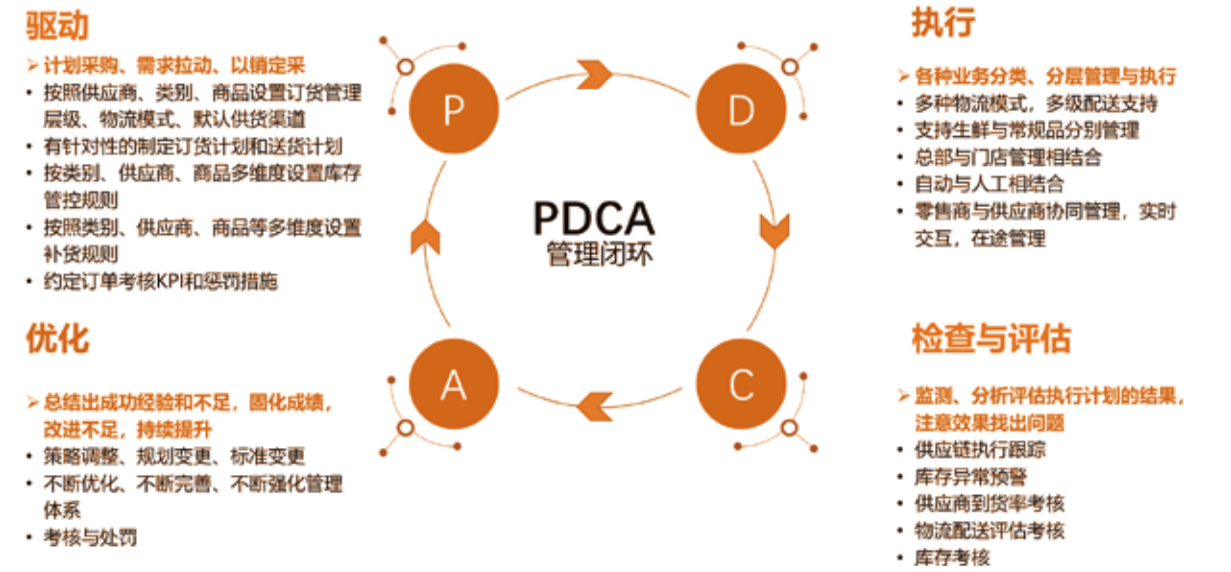 驱动
➢计划采购、需求拉动、以销定采
• 按照供应商、类别、商品设置订货管理
层级、物流模式、默认供货渠道
• 有针对性的制定订货计划和送货计划
• 按类别、供应商、商品多维度设置库存
管控规则
• 按照类别、供应商、商品等多维度设置
补货规则
• 约定订单考核KPI和惩罚措施
P
D
执行
➢各种业务分类、分层管理与执行
• 多种物流模式，多级配送支持
• 支持生鲜与常规品分别管理
• 总部与门店管理相结合
• 自动与人工相结合
• 零售商与供应商协同管理，实时
交互，在途管理
PDCA
管理闭环
优化
➢总结出成功经验和不足，固化成绩，
改进不足，持续提升
• 策略调整、规划变更、标准变更
• 不断优化、不断完善、不断强化管理
体系
• 考核与处罚
A
C
检查与评估
➢监测、分析评估执行计划的结果，
注意效果找出问题
• 供应链执行跟踪
• 库存异常预警
• 供应商到货率考核
• 物流配送评估考核
• 库存考核